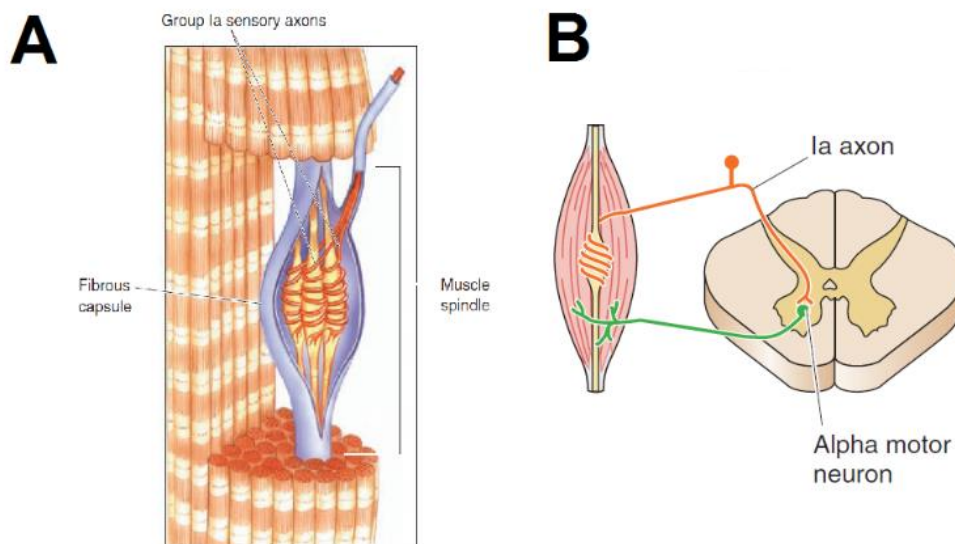 A
Group Ia sensory axons
Fibrous
capsule
Muscle
spindle
B
Ia axon
Alpha motor
neuron